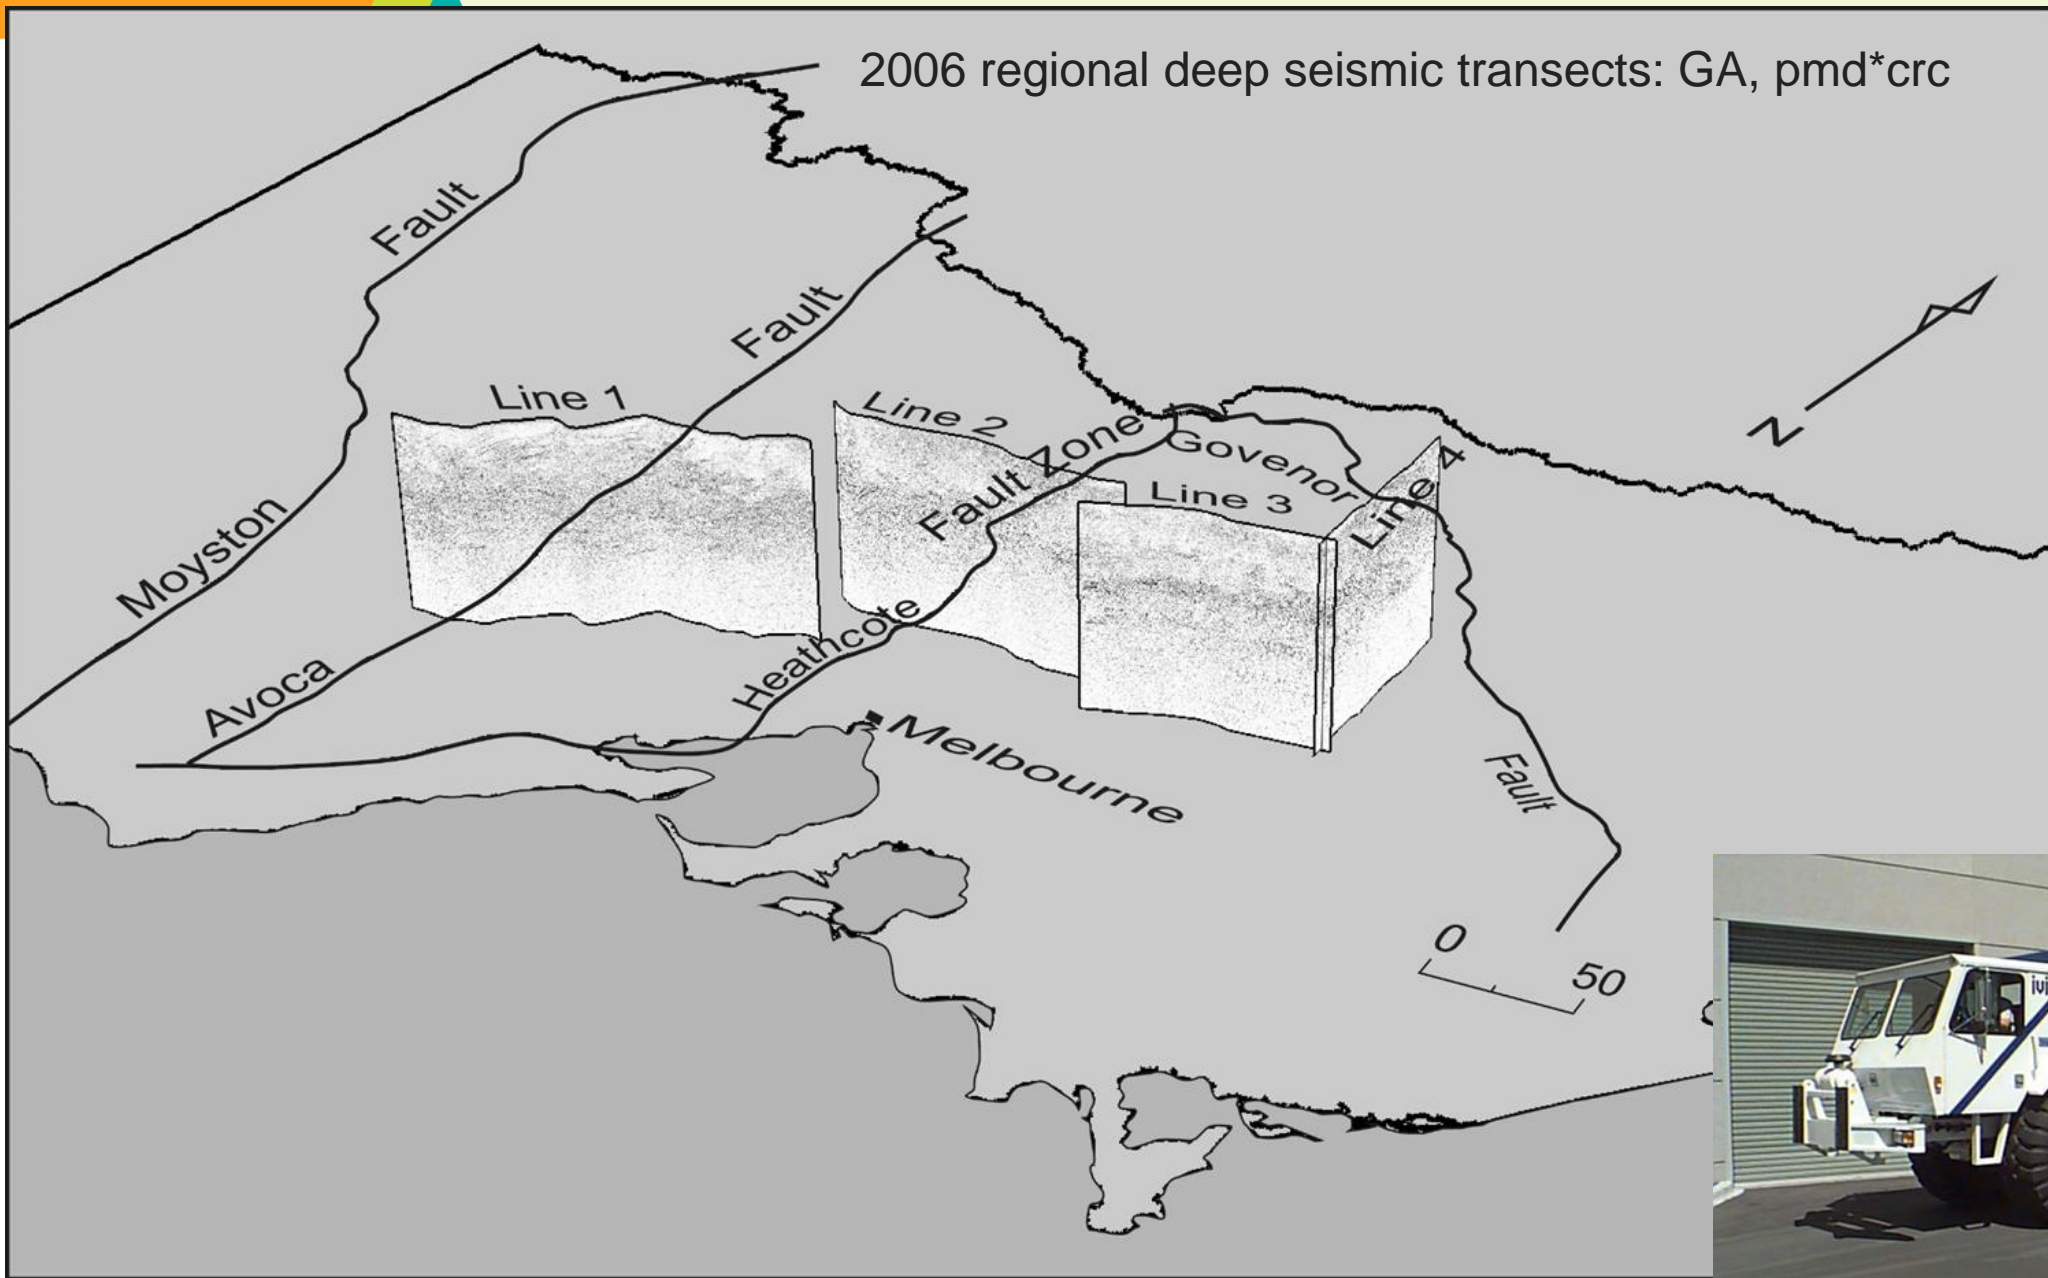 2006 regional deep seismic transects: GA, pmd*crc
Moyston Fault
Avoca Fault
Heathcote Fault Zone
Govenor Fault
Line 1
Line 2
Line 3
Line 4
N
Melbourne
0 50
ivi